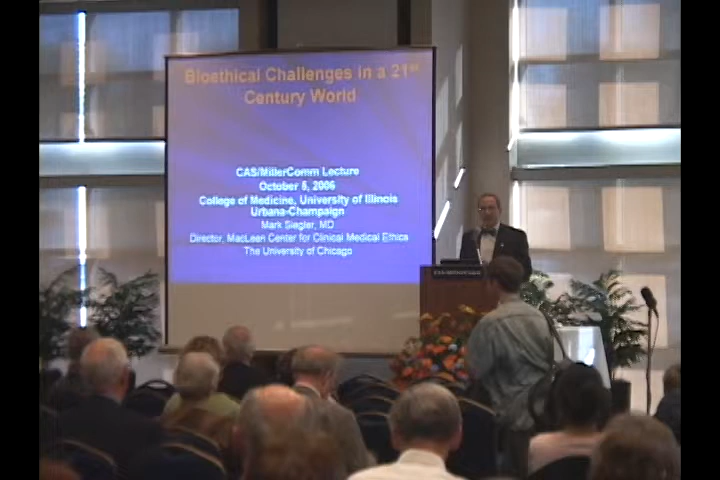 Bioethical Challenges in a 21st
Century World
CAS/MillerComm Lecture
October 5, 2006
College of Medicine, University of Illinois
Urbana-Champaign
Mark Siegler, MD
Director, MacLean Center for Clinical Medical Ethics
The University of Chicago